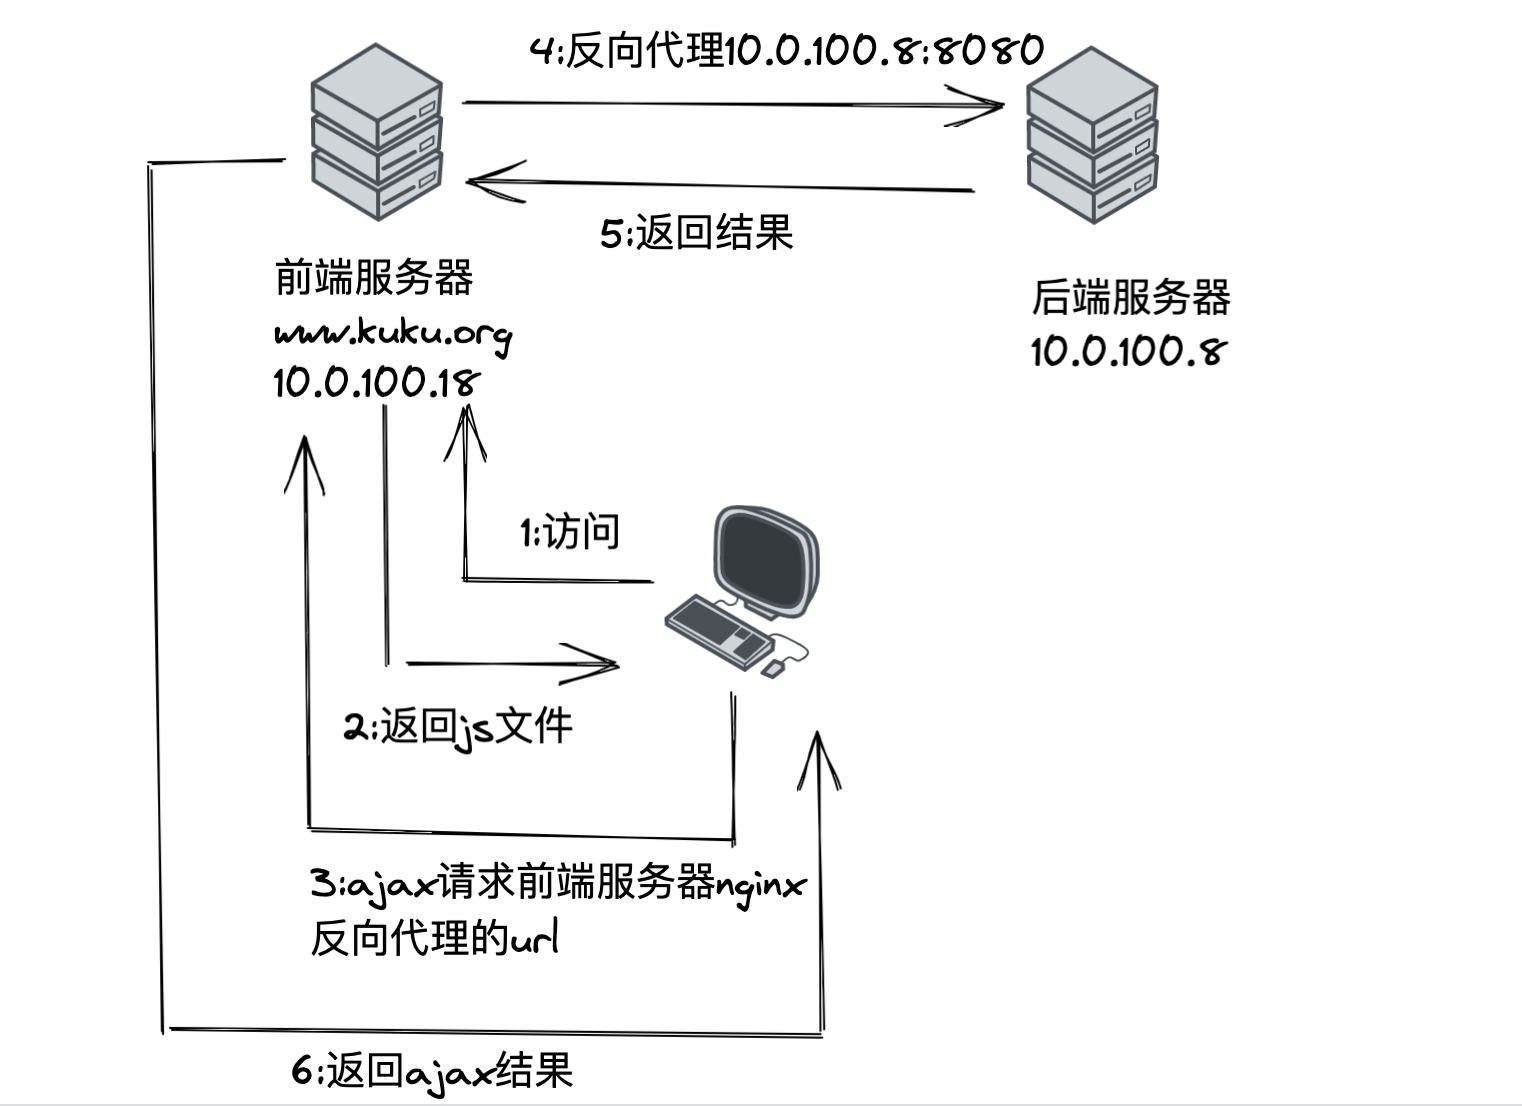 4:反向代理10.0.100.8:8080
5:返回结果
前端服务器
www.kuku.org
10.0.100.18
后端服务器
10.0.100.8
1:访问
2:返回js文件
3:ajax请求前端服务器nginx
反向代理的url
6:返回ajax结果